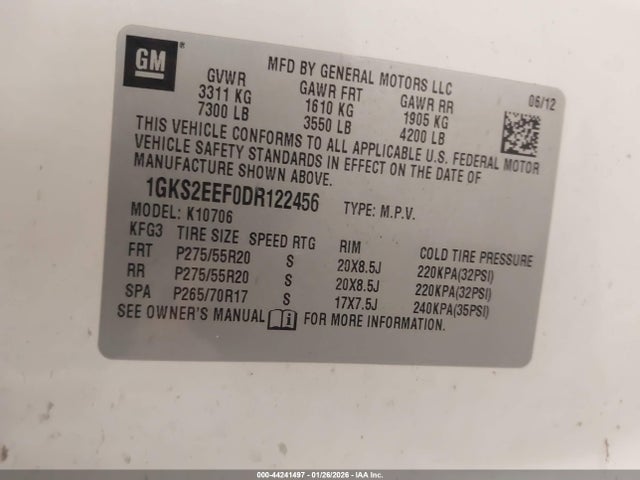 GM
MFD BY GENERAL MOTORS LLC
06/12
GVWR GAWR FRT GAWR RR
3311 KG 1610 KG 1905 KG
7300 LB 3550 LB 4200 LB
THIS VEHICLE CONFORMS TO ALL APPLICABLE U.S. FEDERAL MOTOR
VEHICLE SAFETY STANDARDS IN EFFECT ON THE DATE OF
MANUFACTURE SHOWN ABOVE.
1GKS2EEF0DR122456 TYPE: M.P.V.
MODEL: K10706
KFG3 TIRE SIZE SPEED RTG RIM COLD TIRE PRESSURE
FRT P275/55R20 S 20X8.5J 220KPA(32PSI)
RR P275/55R20 S 20X8.5J 220KPA(32PSI)
SPA P265/70R17 S 17X7.5J 240KPA(35PSI)
SEE OWNER'S MANUAL i FOR MORE INFORMATION.
000-44241497 - 01/26/2026 - IAA Inc.